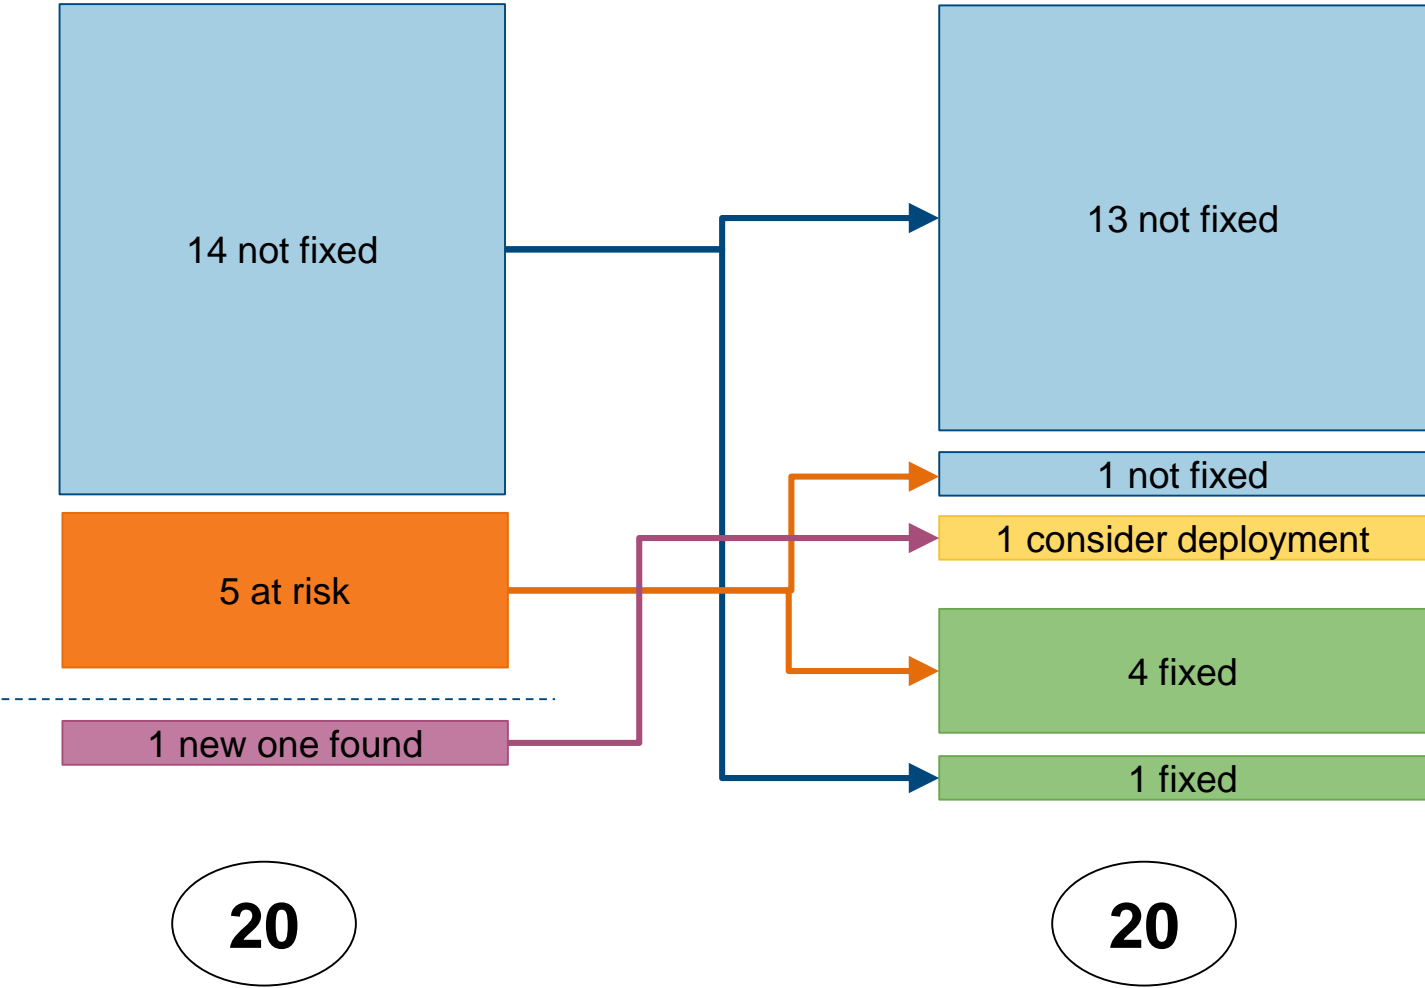 14 not fixed
5 at risk
1 new one found
20
13 not fixed
1 not fixed
1 consider deployment
4 fixed
1 fixed
20